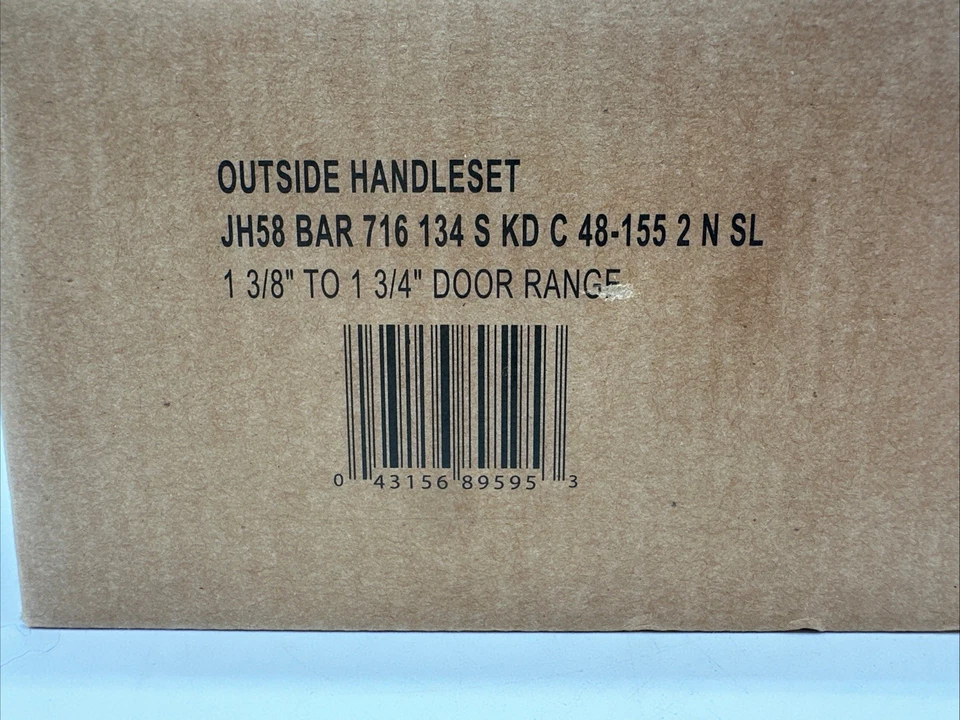 OUTSIDE HANDLESET
JH58 BAR 716 134 S KD C 48-155 2 N SL
1 3/8" TO 1 3/4" DOOR RANGE
0 43156 89595 3